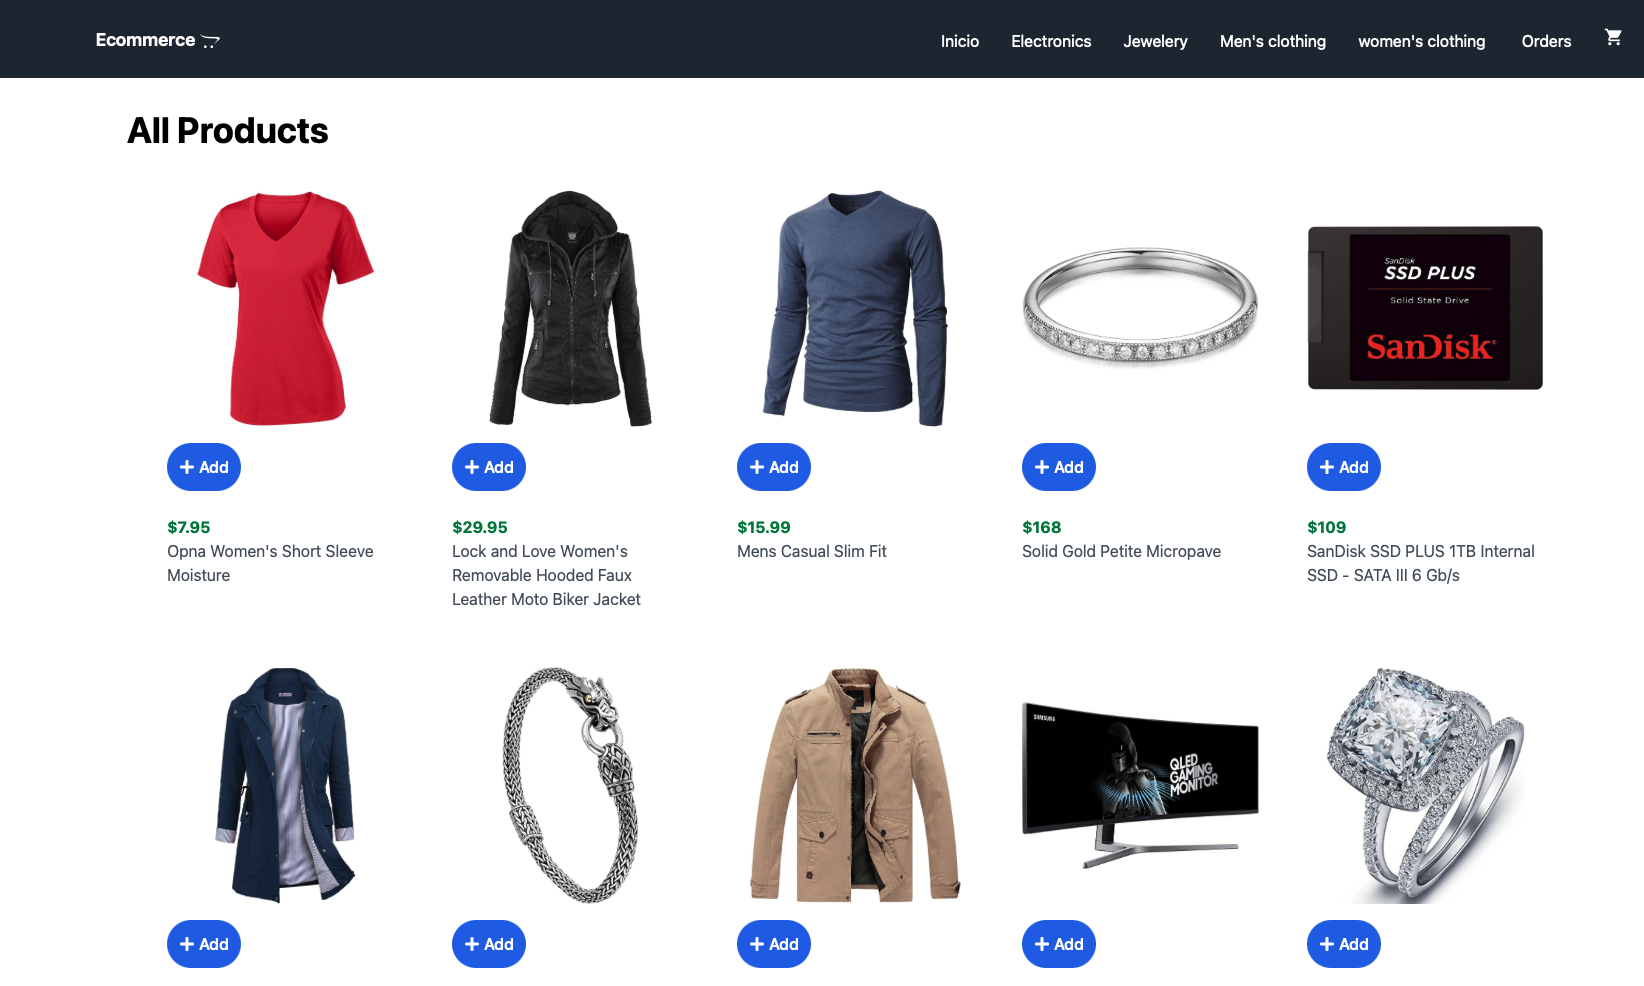 Ecommerce
Inicio
Electronics
Jewelery
Men's clothing
women's clothing
Orders
All Products
SanDisk
SSD PLUS
Solid State Drive
SanDisk
Add
Add
Add
Add
Add
$7.95
Opna Women's Short Sleeve
Moisture
$29.95
Lock and Love Women's
Removable Hooded Faux
Leather Moto Biker Jacket
$15.99
Mens Casual Slim Fit
$168
Solid Gold Petite Micropave
$109
SanDisk SSD PLUS 1TB Internal
SSD - SATA III 6 Gb/s
SAMSUNG
QLED
GAMING
MONITOR
Add
Add
Add
Add
Add